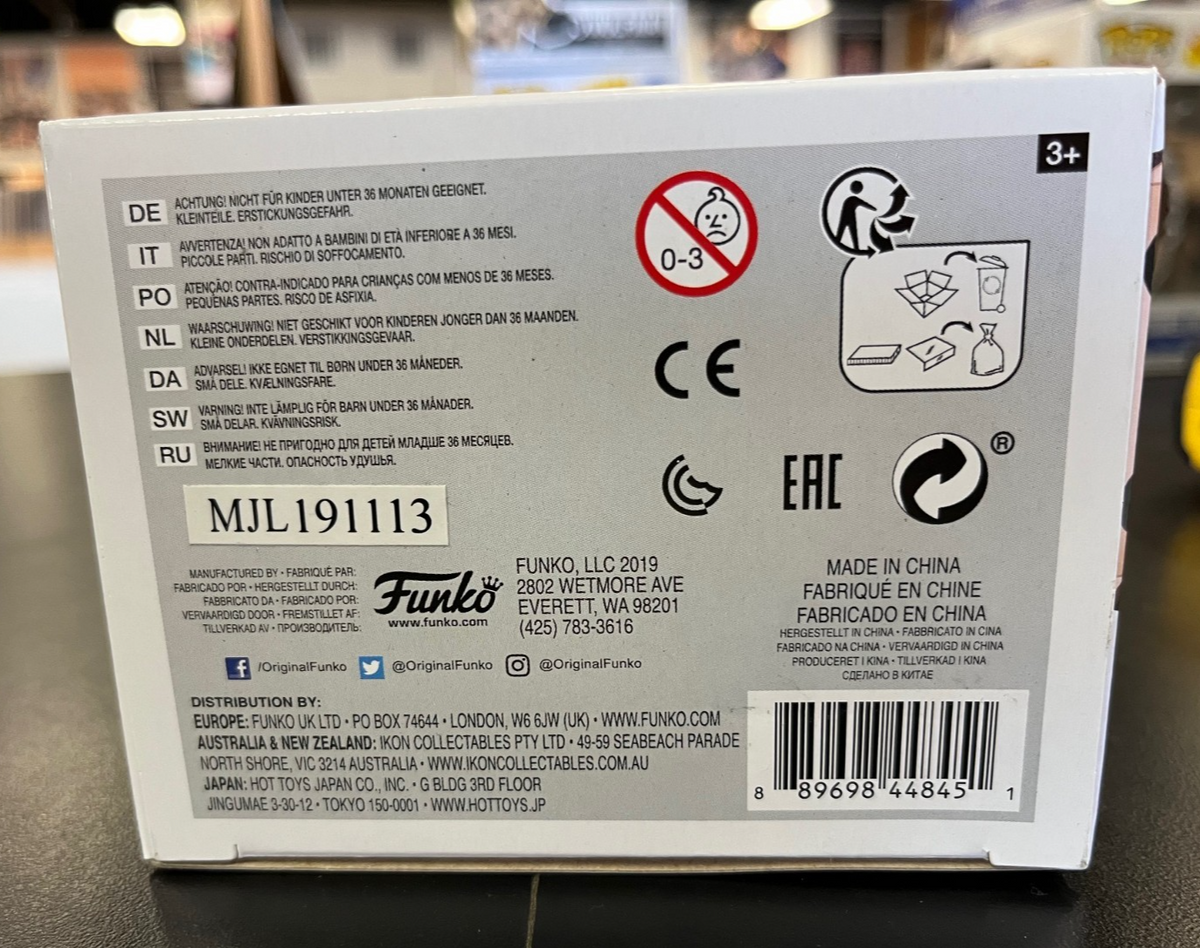 3+
DE
ACHTUNG! NICHT FÜR KINDER UNTER 36 MONATEN GEEIGNET.
KLEINTEILE. ERSTICKUNGSGEFAHR.
IT
AVVERTENZA! NON ADATTO A BAMBINI DI ETÀ INFERIORE A 36 MESI.
PICCOLE PARTI. RISCHIO DI SOFFOCAMENTO.
PO
ATENÇÃO! CONTRA-INDICADO PARA CRIANÇAS COM MENOS DE 36 MESES.
PEQUENAS PARTES. RISCO DE ASFIXIA.
NL
WAARSCHUWING! NIET GESCHIKT VOOR KINDEREN JONGER DAN 36 MAANDEN.
KLEINE ONDERDELEN. VERSTIKKINGSGEVAAR.
DA
ADVARSEL! IKKE EGNET TIL BØRN UNDER 36 MÅNEDER.
SMÅ DELE. KVÆLNINGSFARE.
SW
VARNING! INTE LÄMPLIG FÖR BARN UNDER 36 MÅNADER.
SMÅ DELAR. KVÄVNINGSRISK.
RU
ВНИМАНИЕ! НЕ ПРИГОДНО ДЛЯ ДЕТЕЙ МЛАДШЕ 36 МЕСЯЦЕВ.
МЕЛКИЕ ЧАСТИ. ОПАСНОСТЬ УДУШЬЯ.
0-3
CE
EAC
®
MJL191113
MANUFACTURED BY • FABRIQUÉ PAR:
FABRICADO POR • HERGESTELLT DURCH:
FABBRICATO DA • FABRICADO POR:
VERVAARDIGD DOOR • FREMSTILLET AF:
TILLVERKAD AV • ПРОИЗВОДИТЕЛЬ:
Funko
www.funko.com
FUNKO, LLC 2019
2802 WETMORE AVE
EVERETT, WA 98201
(425) 783-3616
MADE IN CHINA
FABRIQUÉ EN CHINE
FABRICADO EN CHINA
HERGESTELLT IN CHINA • FABBRICATO IN CINA
FABRICADO NA CHINA • VERVAARDIGD IN CHINA
PRODUCERET I KINA • TILLVERKAD I KINA
СДЕЛАНО В КИТАЕ
f /OriginalFunko @OriginalFunko @OriginalFunko
DISTRIBUTION BY:
EUROPE: FUNKO UK LTD • PO BOX 74644 • LONDON, W6 6JW (UK) • WWW.FUNKO.COM
AUSTRALIA & NEW ZEALAND: IKON COLLECTABLES PTY LTD • 49-59 SEABEACH PARADE
NORTH SHORE, VIC 3214 AUSTRALIA • WWW.IKONCOLLECTABLES.COM.AU
JAPAN: HOT TOYS JAPAN CO., INC. • G BLDG 3RD FLOOR
JINGUMAE 3-30-12 • TOKYO 150-0001 • WWW.HOTTOYS.JP
8 89698 44845 1